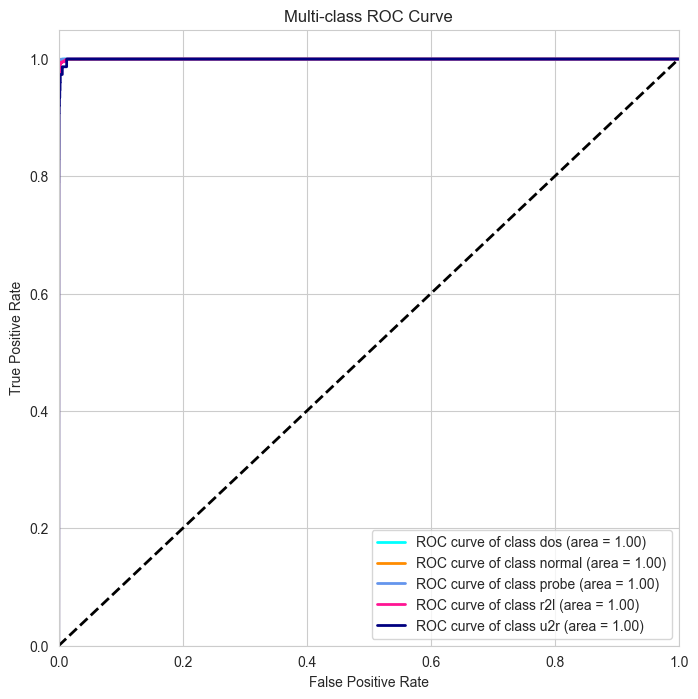 Multi-class ROC Curve
True Positive Rate
1.0
0.8
0.6
0.4
0.2
0.0
ROC curve of class dos (area = 1.00)
ROC curve of class normal (area = 1.00)
ROC curve of class probe (area = 1.00)
ROC curve of class r2l (area = 1.00)
ROC curve of class u2r (area = 1.00)
0.0 0.2 0.4 0.6 0.8 1.0
False Positive Rate